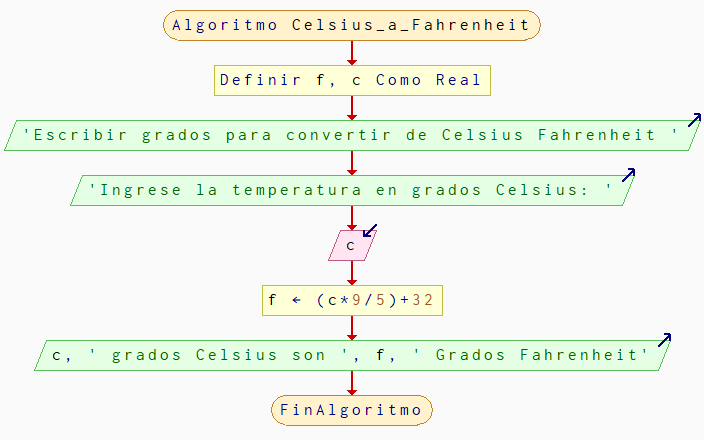 Algoritmo Celsius_a_Fahrenheit
Definir f, c Como Real
'Escribir grados para convertir de Celsius Fahrenheit '
'Ingrese la temperatura en grados Celsius: '
c
f ← (c*9/5)+32
c, ' grados Celsius son ', f, ' Grados Fahrenheit'
FinAlgoritmo